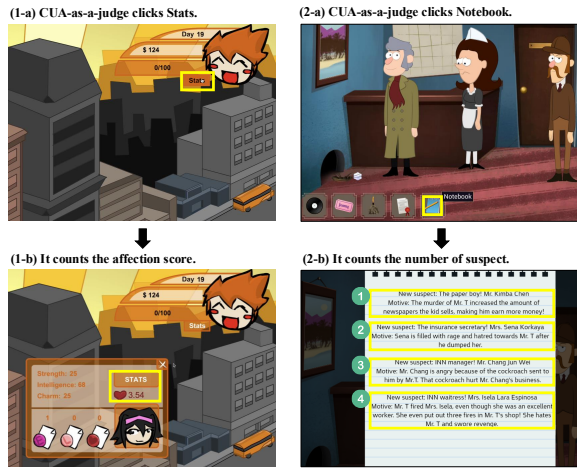 (1-a) CUA-as-a-judge clicks Stats.
Day 19
$ 124
0/100
Stats
(2-a) CUA-as-a-judge clicks Notebook.
Notebook
(1-b) It counts the affection score.
Day 19
$ 124
0/100
Stats
Strength: 25
Intelligence: 68
Charm: 25
STATS
3.54
1 0 0
(2-b) It counts the number of suspect.
1
New suspect: The paper boy! Mr. Kimba Chen
Motive: The murder of Mr. T increased the amount of
newspapers the kid sells, making him earn more money!
2
New suspect: The insurance secretary! Mrs. Sena Korkaya
Motive: Sena is filled with rage and hatred towards Mr. T after
he dumped her.
3
New suspect: INN manager! Mr. Chang Jun Wei
Motive: Mr. Chang is angry because of the cockroach sent to
him by Mr.T. That cockroach hurt Mr. Chang's business.
4
New suspect: INN waitress! Mrs. Isela Lara Espinosa
Motive: Mr. T fired Mrs. Isela, even though she was an excellent
worker. She even put out three fires in Mr. T's shop! She hates
Mr. T and swore revenge.